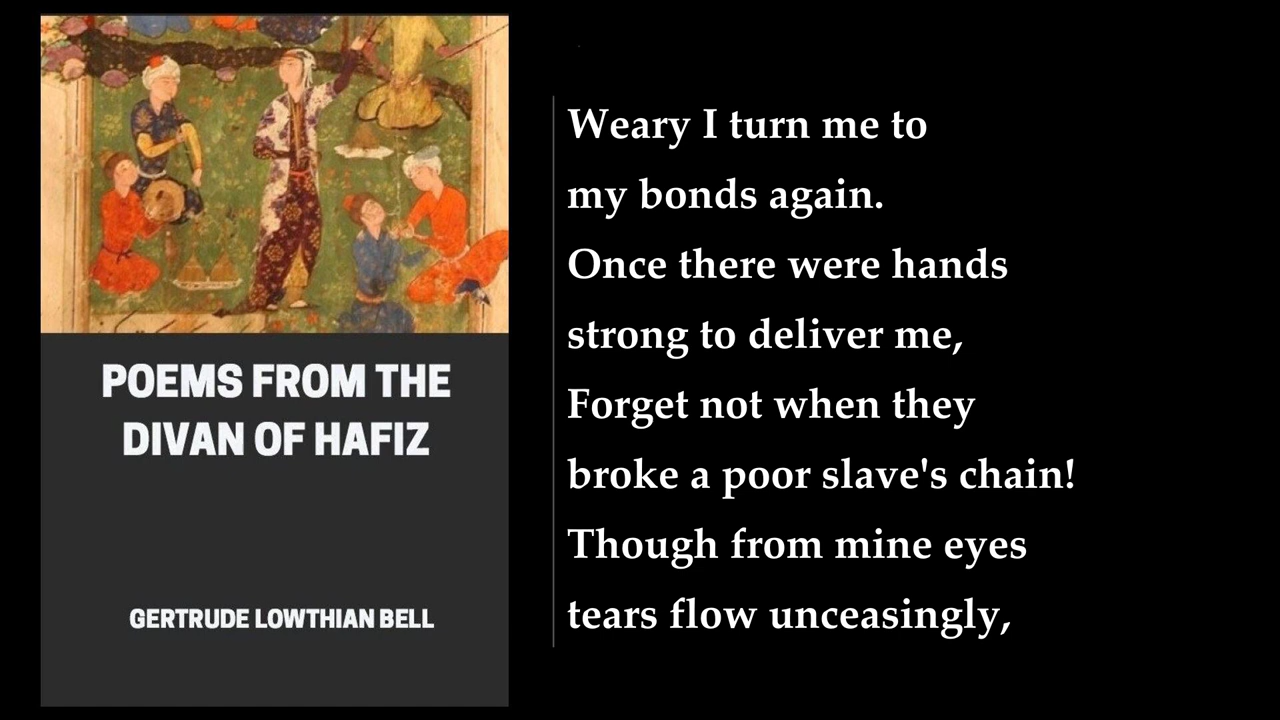 POEMS FROM THE
DIVAN OF HAFIZ
GERTRUDE LOWTHIAN BELL
Weary I turn me to
my bonds again.
Once there were hands
strong to deliver me,
Forget not when they
broke a poor slave's chain!
Though from mine eyes
tears flow unceasingly,